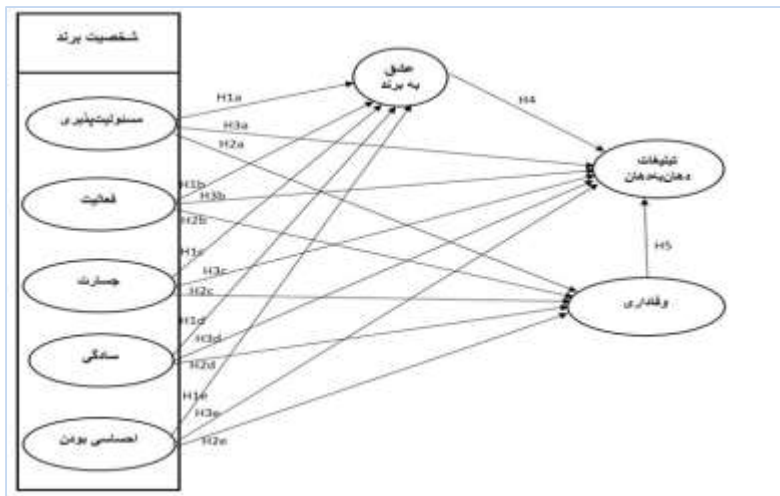 شخصیت برند
عشق
به برند
H1a
H4
مسئولیت‌پذیری
H3a
H2a
تبلیغات
دهان‌به‌دهان
H1b
H3b
فعالیت
H2b
H5
H1c
H3c
جسارت
H2c
وفاداری
H1d
H3d
سادگی
H2d
H1e
H3e
احساسی بودن
H2e